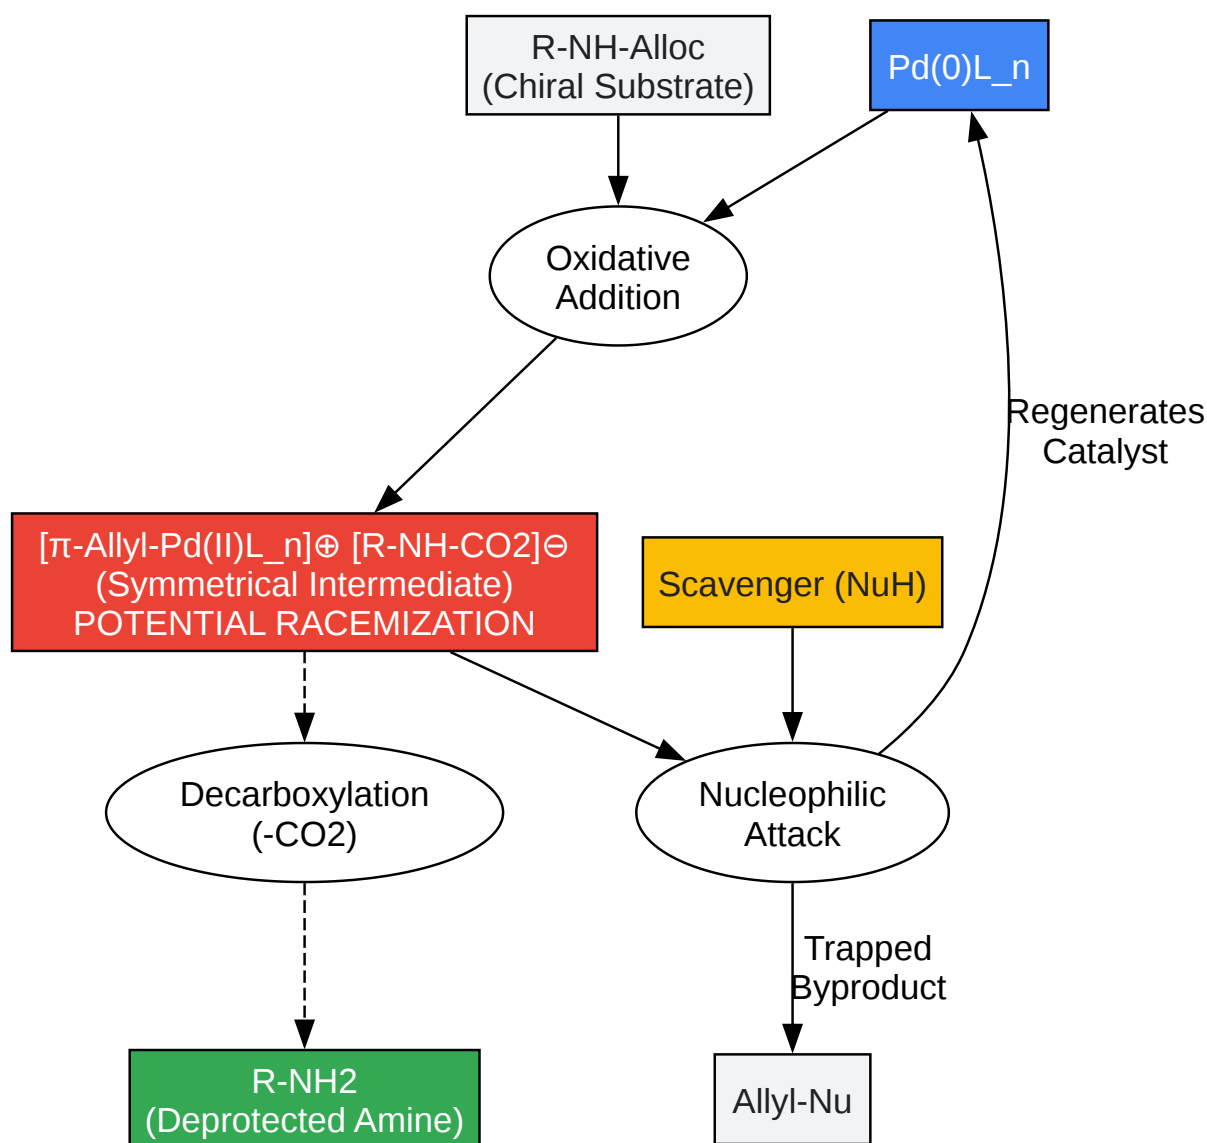 R-NH-Alloc
(Chiral Substrate)
Pd(0)L_n
Oxidative
Addition
Regenerates
Catalyst
[π-Allyl-Pd(II)L_n]⊕ [R-NH-CO2]⊖
(Symmetrical Intermediate)
POTENTIAL RACEMIZATION
Scavenger (NuH)
Decarboxylation
(-CO2)
Nucleophilic
Attack
Trapped
Byproduct
R-NH2
(Deprotected Amine)
Allyl-Nu